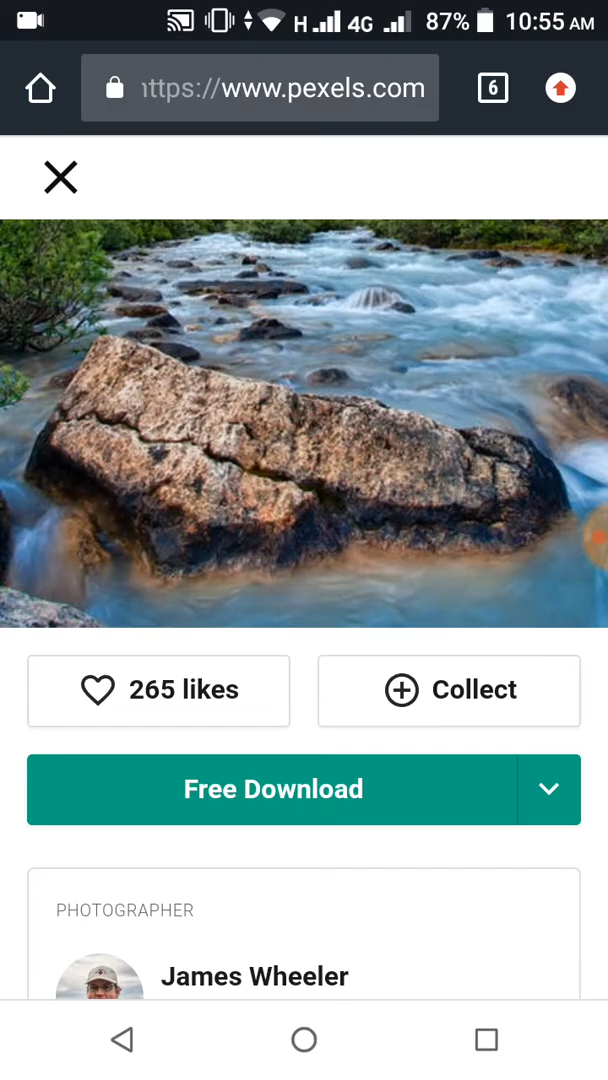 H 4G 87% 10:55 AM
ttps://www.pexels.com 6
265 likes Collect
Free Download
PHOTOGRAPHER
James Wheeler